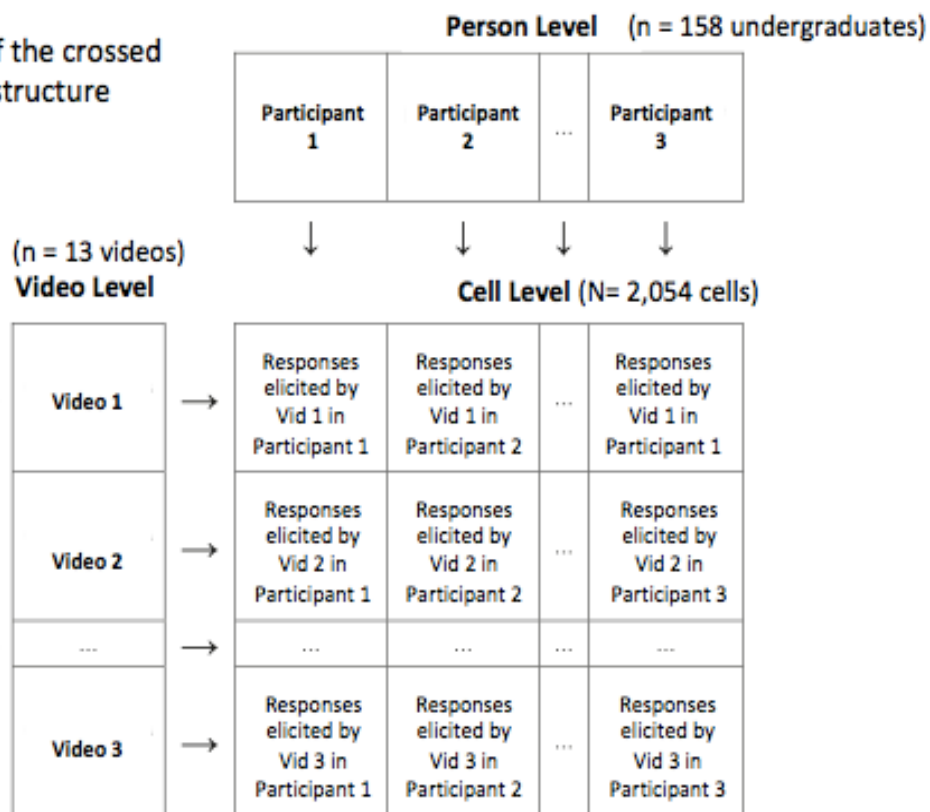 f the crossed
structure
Person Level (n = 158 undergraduates)
Participant
1
Participant
2
...
Participant
3
↓ ↓ ↓ ↓
(n = 13 videos)
Video Level
Cell Level (N= 2,054 cells)
Video 1
→
Responses
elicited by
Vid 1 in
Participant 1
Responses
elicited by
Vid 1 in
Participant 2
...
Responses
elicited by
Vid 1 in
Participant 1
Video 2
→
Responses
elicited by
Vid 2 in
Participant 1
Responses
elicited by
Vid 2 in
Participant 2
...
Responses
elicited by
Vid 2 in
Participant 3
...
→
...
...
...
...
Video 3
→
Responses
elicited by
Vid 3 in
Participant 1
Responses
elicited by
Vid 3 in
Participant 2
...
Responses
elicited by
Vid 3 in
Participant 3